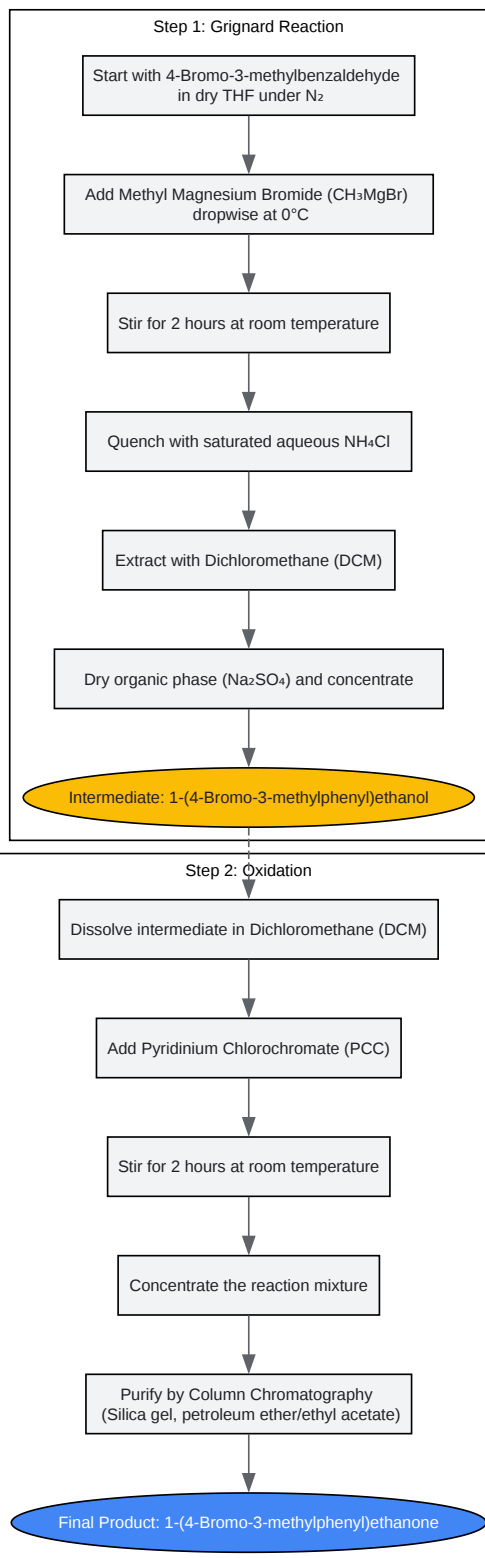 Step 1: Grignard Reaction
Start with 4-Bromo-3-methylbenzaldehyde
in dry THF under N₂
Add Methyl Magnesium Bromide (CH₃MgBr)
dropwise at 0°C
Stir for 2 hours at room temperature
Quench with saturated aqueous NH₄Cl
Extract with Dichloromethane (DCM)
Dry organic phase (Na₂SO₄) and concentrate
Intermediate: 1-(4-Bromo-3-methylphenyl)ethanol
Step 2: Oxidation
Dissolve intermediate in Dichloromethane (DCM)
Add Pyridinium Chlorochromate (PCC)
Stir for 2 hours at room temperature
Concentrate the reaction mixture
Purify by Column Chromatography
(Silica gel, petroleum ether/ethyl acetate)
Final Product: 1-(4-Bromo-3-methylphenyl)ethanone